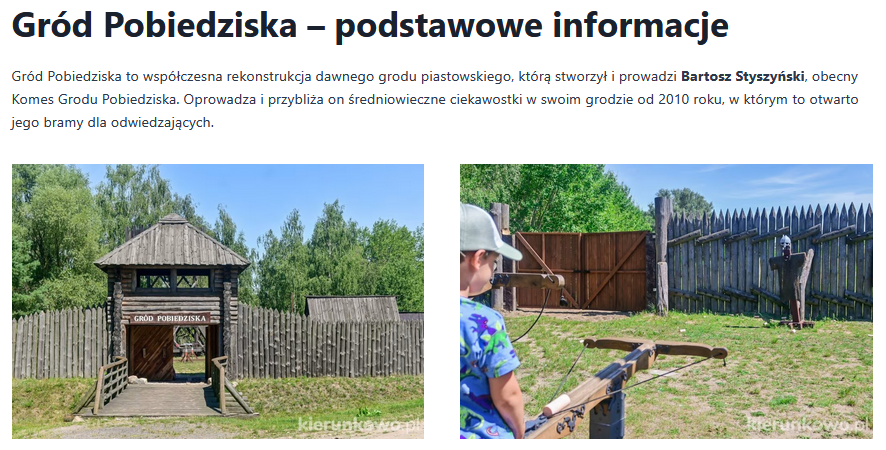 Gród Pobiedziska – podstawowe informacje
Gród Pobiedziska to współczesna rekonstrukcja dawnego grodu piastowskiego, którą stworzył i prowadzi Bartosz Styszyński, obecny
Komes Grodu Pobiedziska. Oprowadza i przybliża on średniowieczne ciekawostki w swoim grodzie od 2010 roku, w którym to otwarto
jego bramy dla odwiedzających.
GRÓD POBIEDZISKA
kierunkowo.pl
kierunkowo.pl